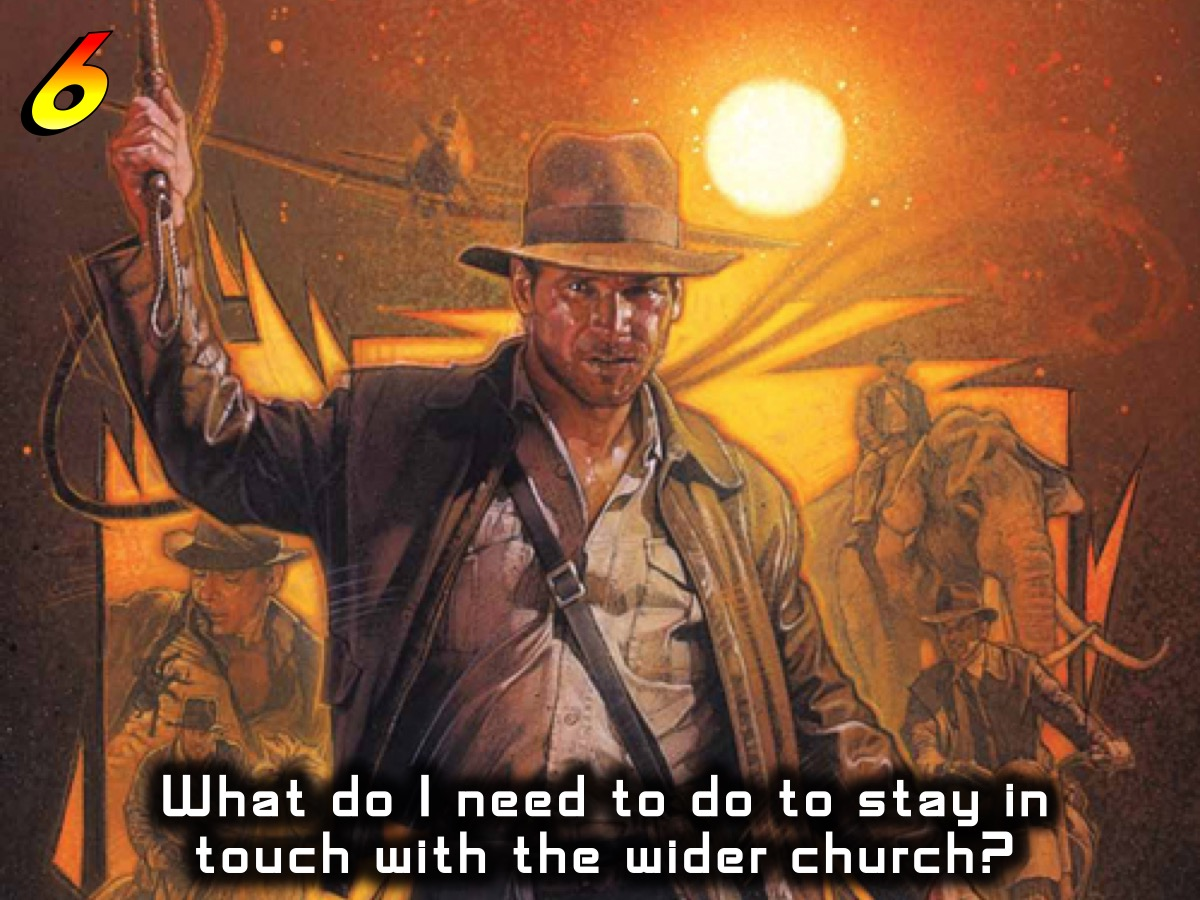 6
What do I need to do to stay in
touch with the wider church?